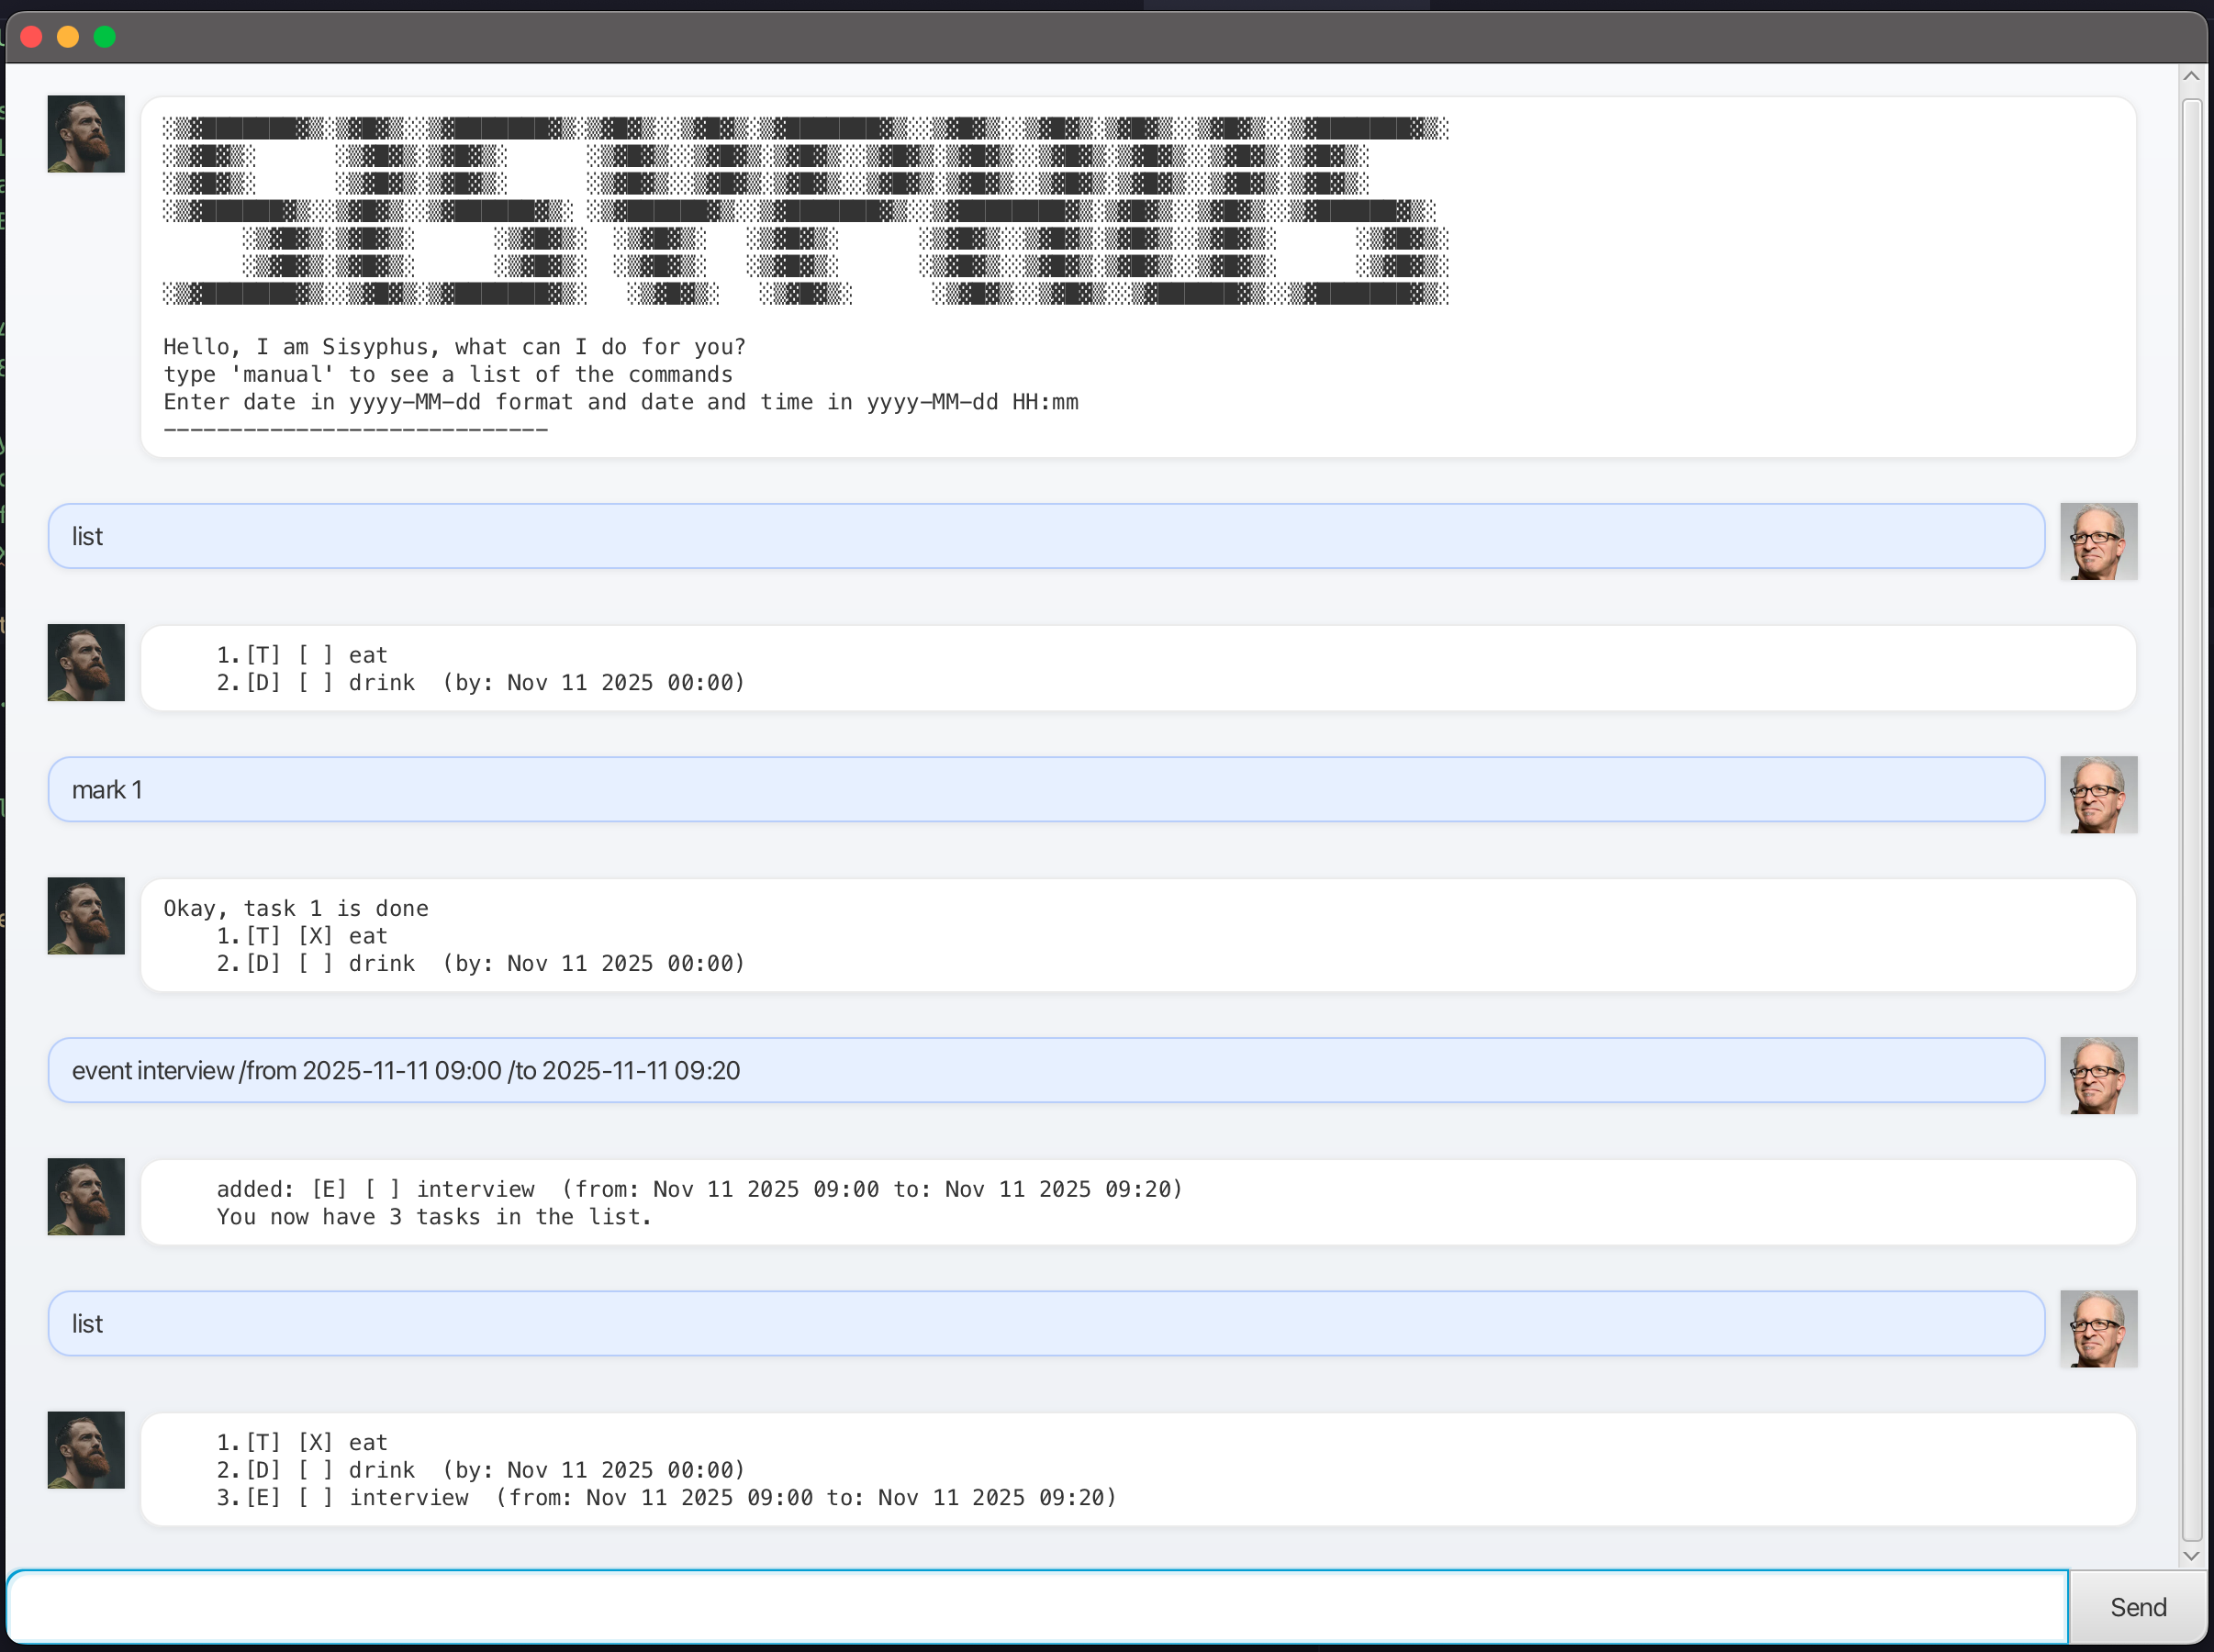 SISYPHUS
Hello, I am Sisyphus, what can I do for you?
type 'manual' to see a list of the commands
Enter date in yyyy-MM-dd format and date and time in yyyy-MM-dd HH:mm
-----------------------------
list
1.[T] [ ] eat
2.[D] [ ] drink  (by: Nov 11 2025 00:00)
mark 1
Okay, task 1 is done
1.[T] [X] eat
2.[D] [ ] drink  (by: Nov 11 2025 00:00)
event interview /from 2025-11-11 09:00 /to 2025-11-11 09:20
added: [E] [ ] interview  (from: Nov 11 2025 09:00 to: Nov 11 2025 09:20)
You now have 3 tasks in the list.
list
1.[T] [X] eat
2.[D] [ ] drink  (by: Nov 11 2025 00:00)
3.[E] [ ] interview  (from: Nov 11 2025 09:00 to: Nov 11 2025 09:20)
Send